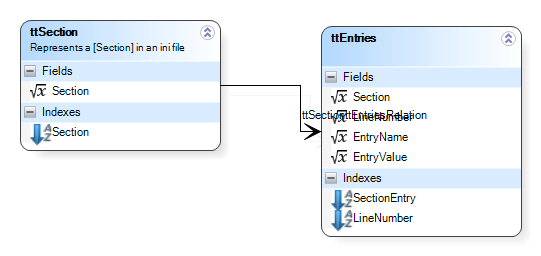 ttSection
Represents a [Section] in an ini file
Fields
Section
Indexes
Section
ttEntries
Fields
Section
LineNumber
ttSectionttEntriesRelation
EntryName
EntryValue
Indexes
SectionEntry
LineNumber